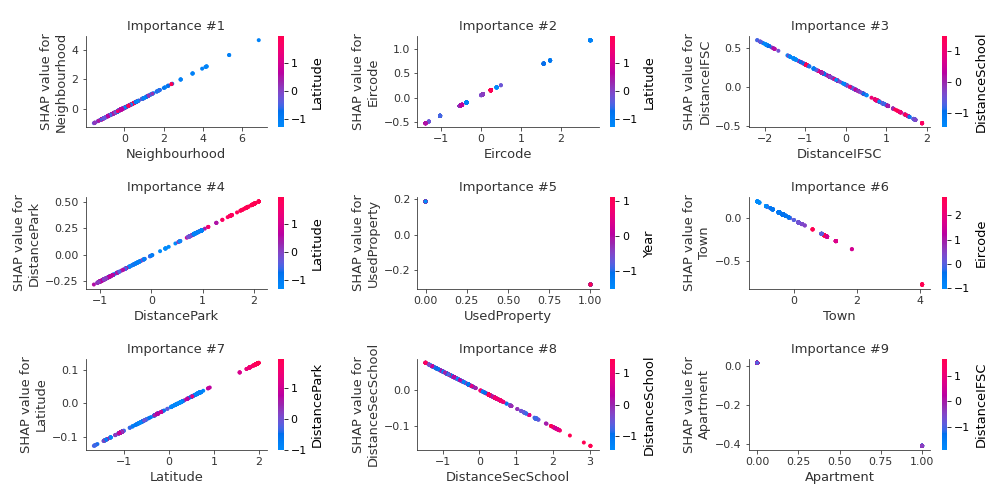 Importance #1
SHAP value for
Neighbourhood
4
2
0
0
2
4
6
Neighbourhood
1
0
−1
Latitude
Importance #2
SHAP value for
Eircode
1.0
0.5
0.0
−0.5
−1
0
1
2
Eircode
1
0
−1
Latitude
Importance #3
SHAP value for
DistanceIFSC
0.5
0.0
−0.5
−2
−1
0
1
2
DistanceIFSC
1
0
−1
DistanceSchool
Importance #4
SHAP value for
DistancePark
0.50
0.25
0.00
−0.25
−1
0
1
2
DistancePark
1
0
−1
Latitude
Importance #5
SHAP value for
UsedProperty
0.2
0.0
−0.2
0.00
0.25
0.50
0.75
1.00
UsedProperty
1
0
−1
Year
Importance #6
SHAP value for
Town
0.0
−0.5
0
2
4
Town
2
1
0
−1
Eircode
Importance #7
SHAP value for
Latitude
0.1
0.0
−0.1
−1
0
1
2
Latitude
1
0
−1
DistancePark
Importance #8
SHAP value for
DistanceSecSchool
0.0
−0.1
−1
0
1
2
3
DistanceSecSchool
1
0
−1
DistanceSchool
Importance #9
SHAP value for
Apartment
0.0
−0.2
−0.4
0.00
0.25
0.50
0.75
1.00
Apartment
1
0
−1
DistanceIFSC